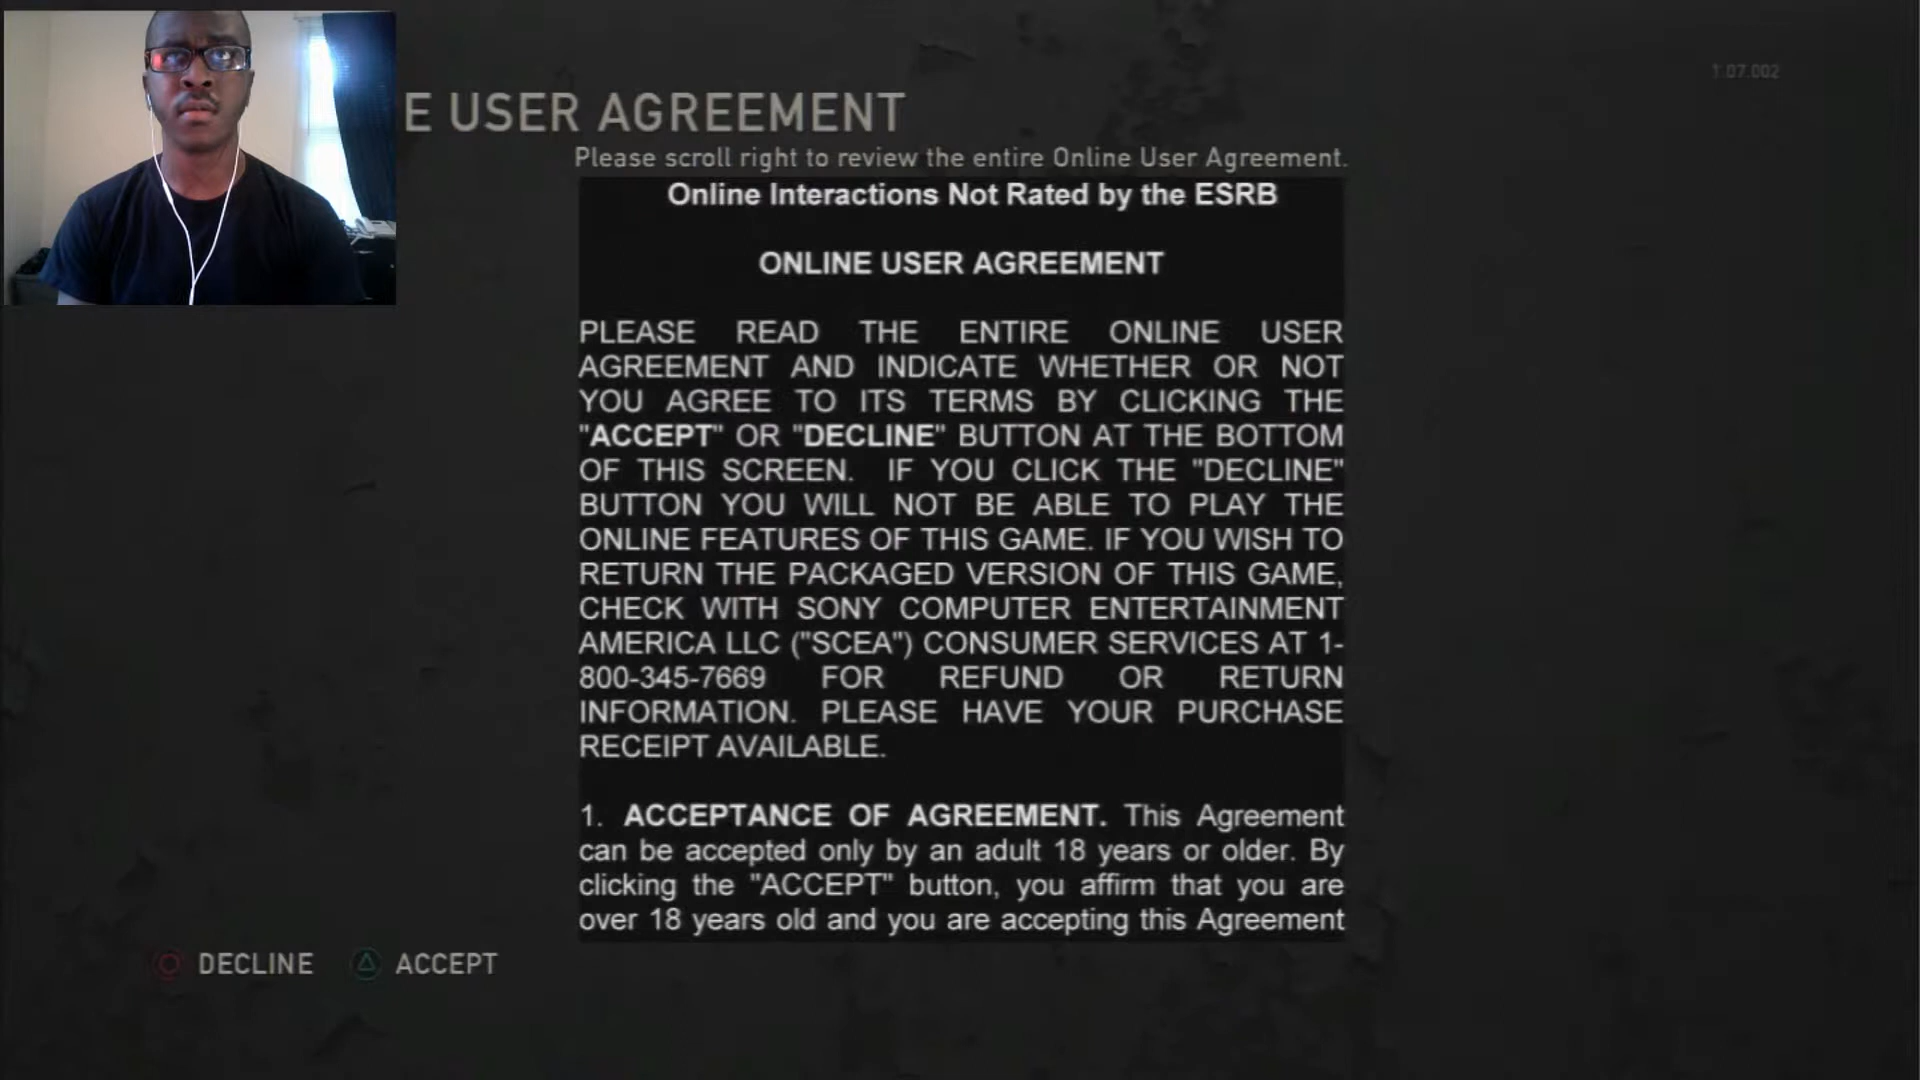 1.07.002
E USER AGREEMENT
Please scroll right to review the entire Online User Agreement.
Online Interactions Not Rated by the ESRB
ONLINE USER AGREEMENT
PLEASE READ THE ENTIRE ONLINE USER
AGREEMENT AND INDICATE WHETHER OR NOT
YOU AGREE TO ITS TERMS BY CLICKING THE
"ACCEPT" OR "DECLINE" BUTTON AT THE BOTTOM
OF THIS SCREEN. IF YOU CLICK THE "DECLINE"
BUTTON YOU WILL NOT BE ABLE TO PLAY THE
ONLINE FEATURES OF THIS GAME. IF YOU WISH TO
RETURN THE PACKAGED VERSION OF THIS GAME,
CHECK WITH SONY COMPUTER ENTERTAINMENT
AMERICA LLC ("SCEA") CONSUMER SERVICES AT 1-
800-345-7669 FOR REFUND OR RETURN
INFORMATION. PLEASE HAVE YOUR PURCHASE
RECEIPT AVAILABLE.
1. ACCEPTANCE OF AGREEMENT. This Agreement
can be accepted only by an adult 18 years or older. By
clicking the "ACCEPT" button, you affirm that you are
over 18 years old and you are accepting this Agreement
DECLINE ACCEPT